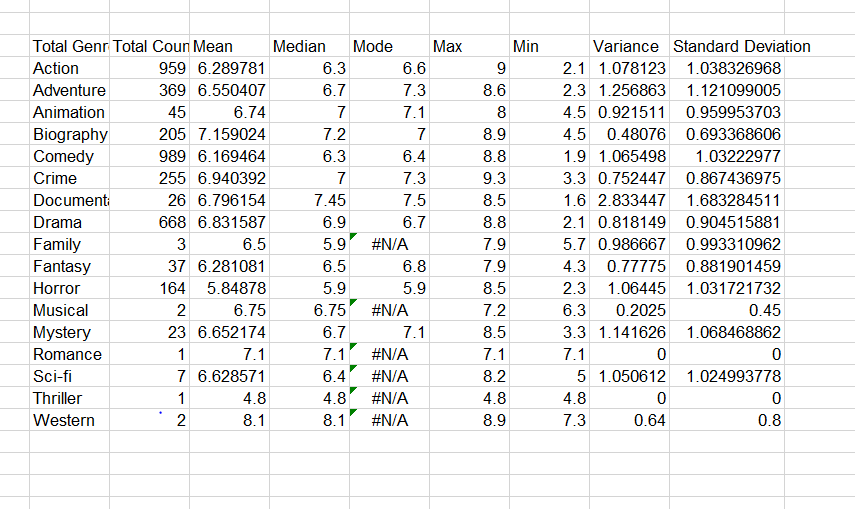 Total Genr Total Coun Mean Median Mode Max Min Variance Standard Deviation
Action 959 6.289781 6.3 6.6 9 2.1 1.078123 1.038326968
Adventure 369 6.550407 6.7 7.3 8.6 2.3 1.256863 1.121099005
Animation 45 6.74 7 7.1 8 4.5 0.921511 0.959953703
Biography 205 7.159024 7.2 7 8.9 4.5 0.48076 0.693368606
Comedy 989 6.169464 6.3 6.4 8.8 1.9 1.065498 1.03222977
Crime 255 6.940392 7 7.3 9.3 3.3 0.752447 0.867436975
Documenta 26 6.796154 7.45 7.5 8.5 1.6 2.833447 1.683284511
Drama 668 6.831587 6.9 6.7 8.8 2.1 0.818149 0.904515881
Family 3 6.5 5.9 #N/A 7.9 5.7 0.986667 0.993310962
Fantasy 37 6.281081 6.5 6.8 7.9 4.3 0.77775 0.881901459
Horror 164 5.84878 5.9 5.9 8.5 2.3 1.06445 1.031721732
Musical 2 6.75 6.75 #N/A 7.2 6.3 0.2025 0.45
Mystery 23 6.652174 6.7 7.1 8.5 3.3 1.141626 1.068468862
Romance 1 7.1 7.1 #N/A 7.1 7.1 0 0
Sci-fi 7 6.628571 6.4 #N/A 8.2 5 1.050612 1.024993778
Thriller 1 4.8 4.8 #N/A 4.8 4.8 0 0
Western 2 8.1 8.1 #N/A 8.9 7.3 0.64 0.8